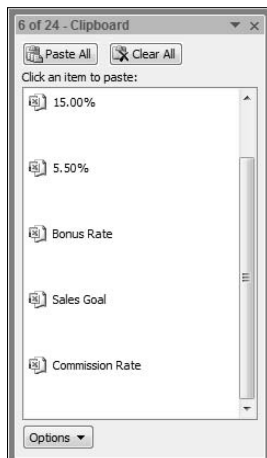 6 of 24 - Clipboard
Paste All Clear All
Click an item to paste:
15.00%
5.50%
Bonus Rate
Sales Goal
Commission Rate
Options